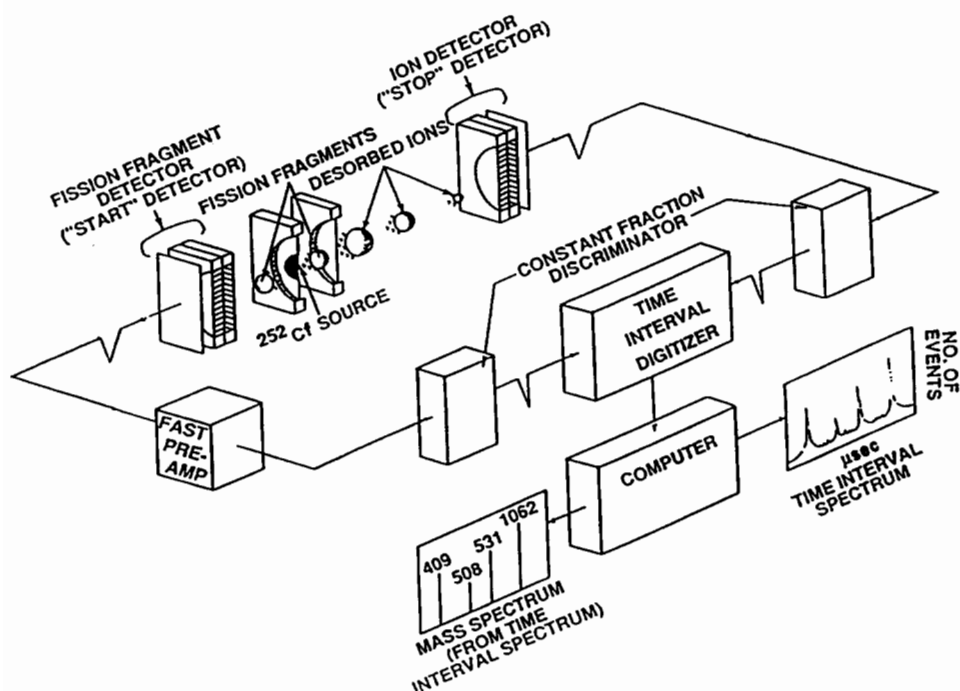 ION DETECTOR
("STOP" DETECTOR)
FISSION FRAGMENT
DETECTOR
("START" DETECTOR)
FISSION FRAGMENTS
DESORBED IONS
252 Cf SOURCE
CONSTANT FRACTION
DISCRIMINATOR
TIME
INTERVAL
DIGITIZER
FAST
PRE-
AMP
COMPUTER
NO. OF
EVENTS
µsec
TIME INTERVAL
SPECTRUM
409
508
531
1062
MASS SPECTRUM
(FROM TIME
INTERVAL SPECTRUM)